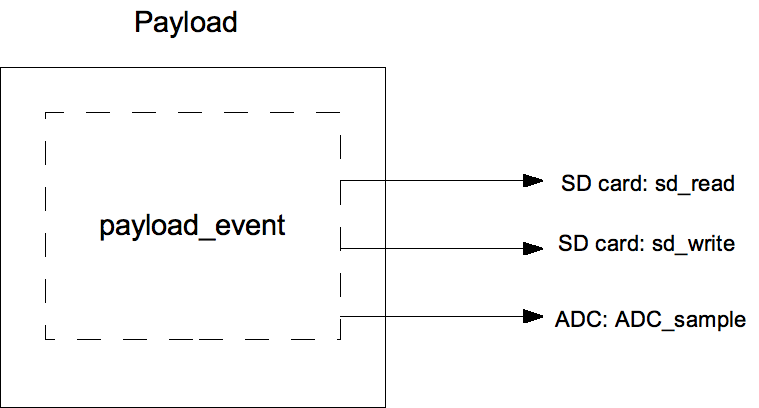 Payload
payload_event
SD card: sd_read
SD card: sd_write
ADC: ADC_sample